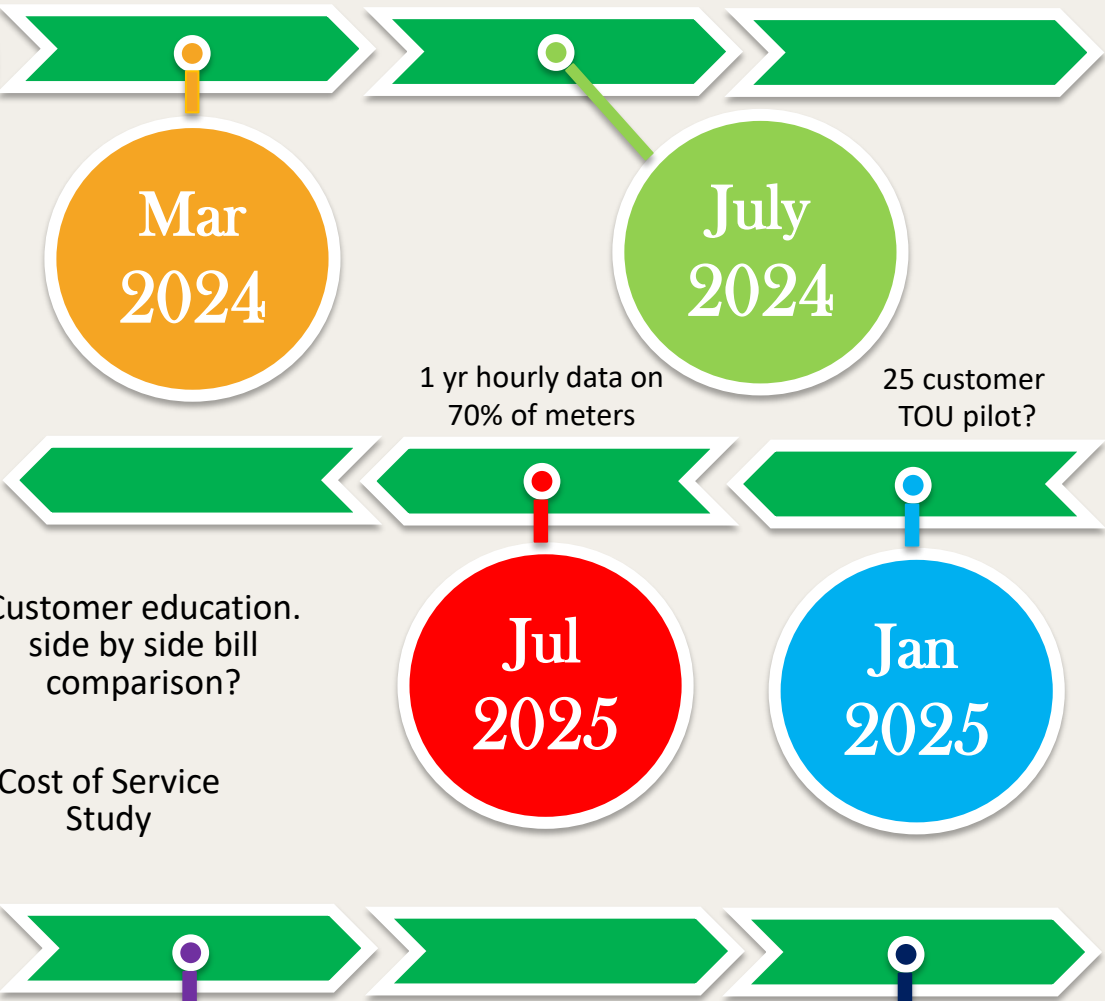 Mar
2024
July
2024
1 yr hourly data on
70% of meters
25 customer
TOU pilot?
Customer education.
side by side bill
comparison?
Cost of Service
Study
Jul
2025
Jan
2025